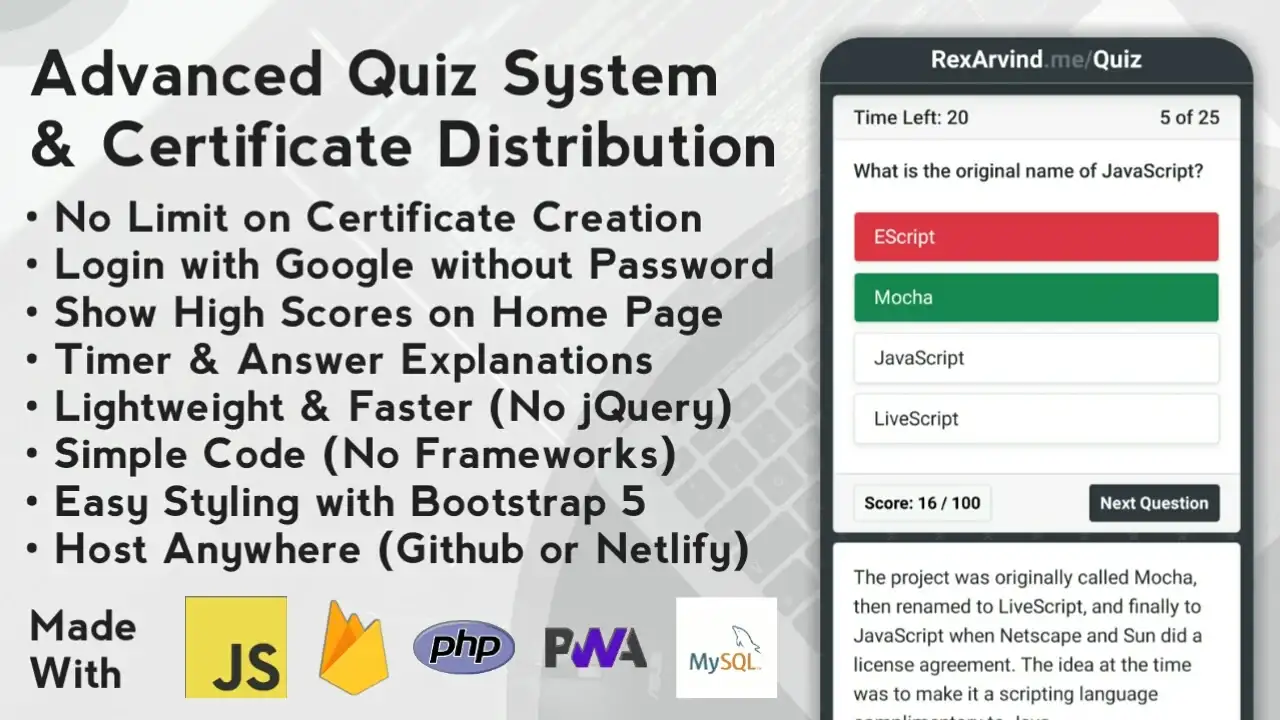 Advanced Quiz System
& Certificate Distribution
• No Limit on Certificate Creation
• Login with Google without Password
• Show High Scores on Home Page
• Timer & Answer Explanations
• Lightweight & Faster (No jQuery)
• Simple Code (No Frameworks)
• Easy Styling with Bootstrap 5
• Host Anywhere (Github or Netlify)
Made
With
JS
php
PWA
MySQL
RexArvind.me/Quiz
Time Left: 20
5 of 25
What is the original name of JavaScript?
EScript
Mocha
JavaScript
LiveScript
Score: 16 / 100
Next Question
The project was originally called Mocha,
then renamed to LiveScript, and finally to
JavaScript when Netscape and Sun did a
license agreement. The idea at the time
was to make it a scripting language